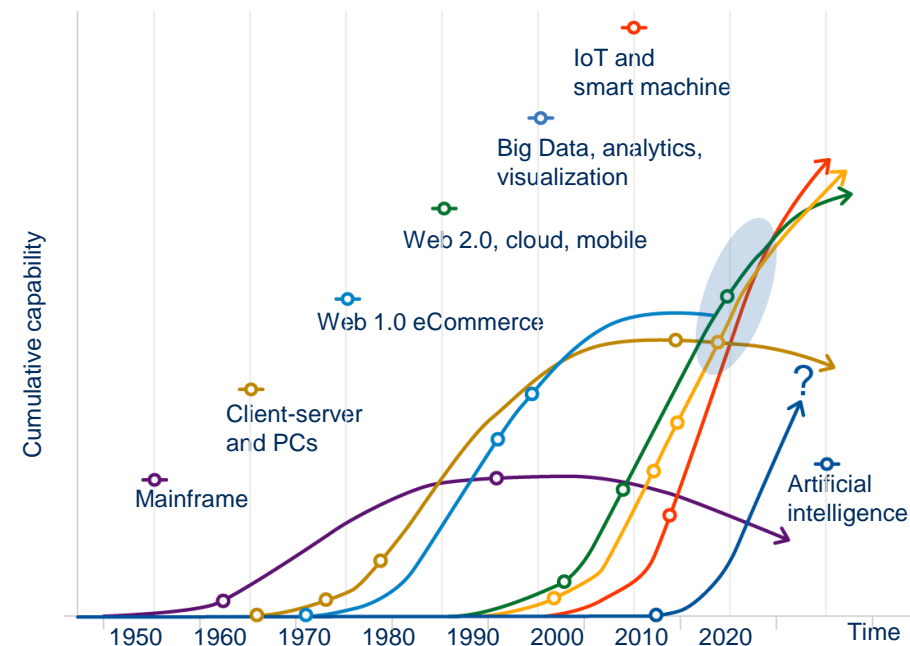 IoT and
smart machine
Big Data, analytics,
visualization
Web 2.0, cloud, mobile
Web 1.0 eCommerce
Client-server
and PCs
Mainframe
?
Artificial
intelligence
Cumulative capability
1950 1960 1970 1980 1990 2000 2010 2020 Time